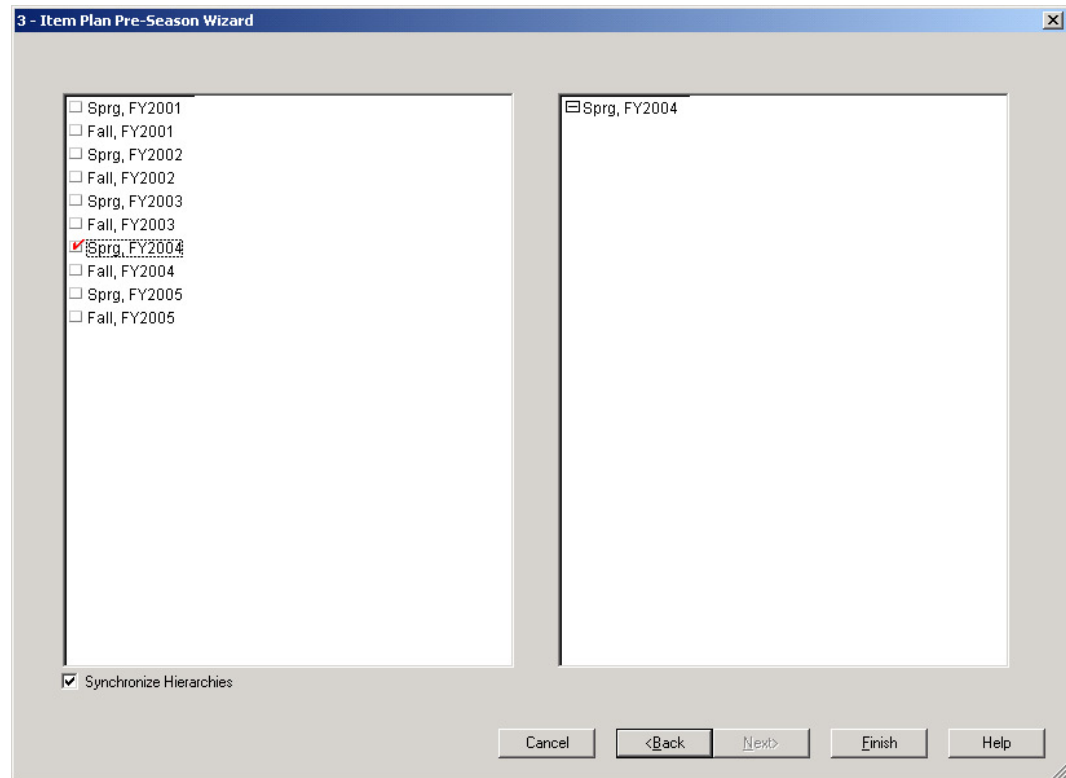 3 - Item Plan Pre-Season Wizard
Sprg, FY2001
Fall, FY2001
Sprg, FY2002
Fall, FY2002
Sprg, FY2003
Fall, FY2003
Sprg, FY2004
Fall, FY2004
Sprg, FY2005
Fall, FY2005
Sprg, FY2004
Synchronize Hierarchies
Cancel <Back Next> Finish Help